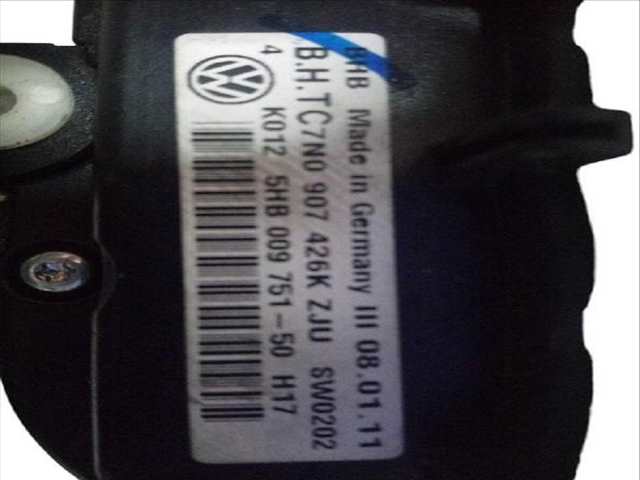 BHB Made in Germany III 08.01.11
B.H.TC7N0 907 426K ZJU SW0202
4
K012 5HB 009 751-50 H17
VW